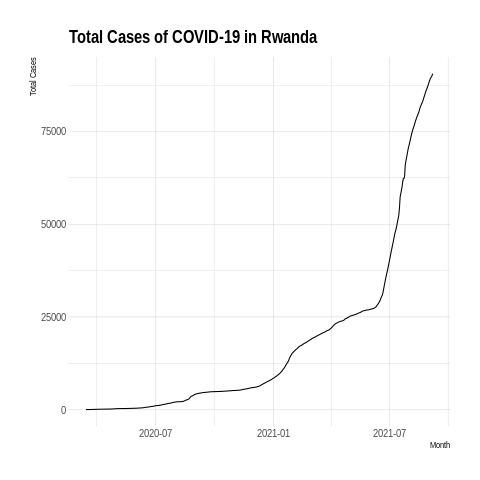 Total Cases of COVID-19 in Rwanda
Total Cases
75000
50000
25000
0
2020-07
2021-01
2021-07
Month